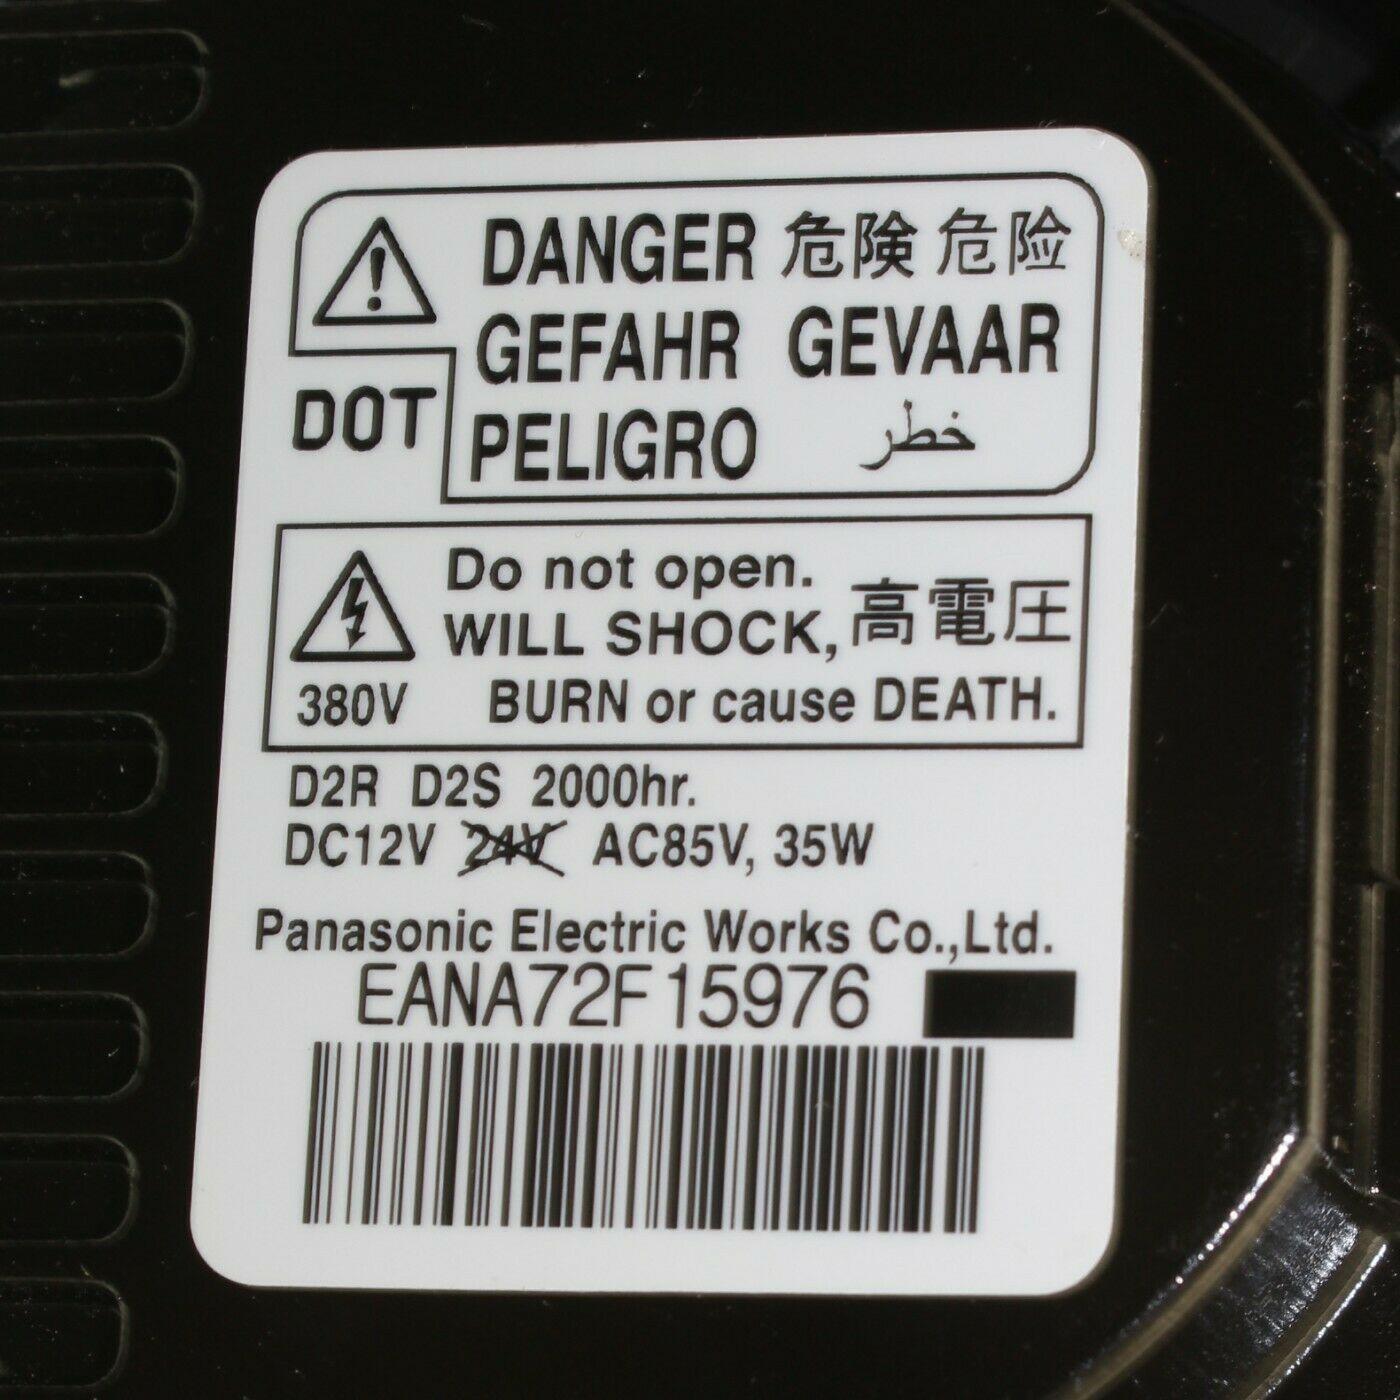 DANGER 危険 危险
GEFAHR GEVAAR
DOT
PELIGRO خطر
Do not open.
WILL SHOCK, 高電圧
380V BURN or cause DEATH.
D2R D2S 2000hr.
DC12V 24V AC85V, 35W
Panasonic Electric Works Co.,Ltd.
EANA72F15976